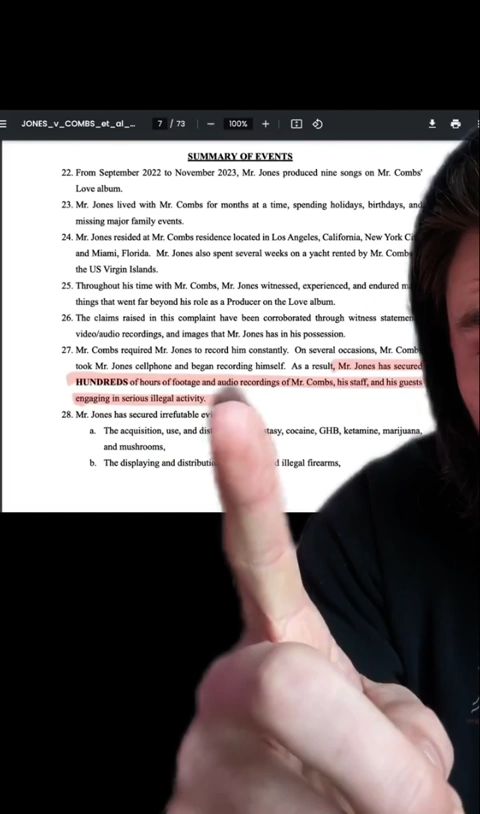 JONES_v_COMBS_et_al_... 7 / 73 100%
SUMMARY OF EVENTS
22. From September 2022 to November 2023, Mr. Jones produced nine songs on Mr. Combs'
Love album.
23. Mr. Jones lived with Mr. Combs for months at a time, spending holidays, birthdays, and
missing major family events.
24. Mr. Jones resided at Mr. Combs residence located in Los Angeles, California, New York
and Miami, Florida. Mr. Jones also spent several weeks on a yacht rented by Mr.
the US Virgin Islands.
25. Throughout his time with Mr. Combs, Mr. Jones witnessed, experienced, and endured
things that went far beyond his role as a Producer on the Love album.
26. The claims raised in this complaint have been corroborated through witness
video/audio recordings, and images that Mr. Jones has in his possession.
27. Mr. Combs required Mr. Jones to record him constantly. On several occasions, Mr.
took Mr. Jones cellphone and began recording himself. As a result, Mr. Jones has secured
HUNDREDS of hours of footage and audio recordings of Mr. Combs, his staff, and his guests
engaging in serious illegal activity.
28. Mr. Jones has secured irrefutable
a. The acquisition, use, and cocaine, GHB, ketamine, marijuana,
and mushrooms,
b. The displaying and illegal firearms,